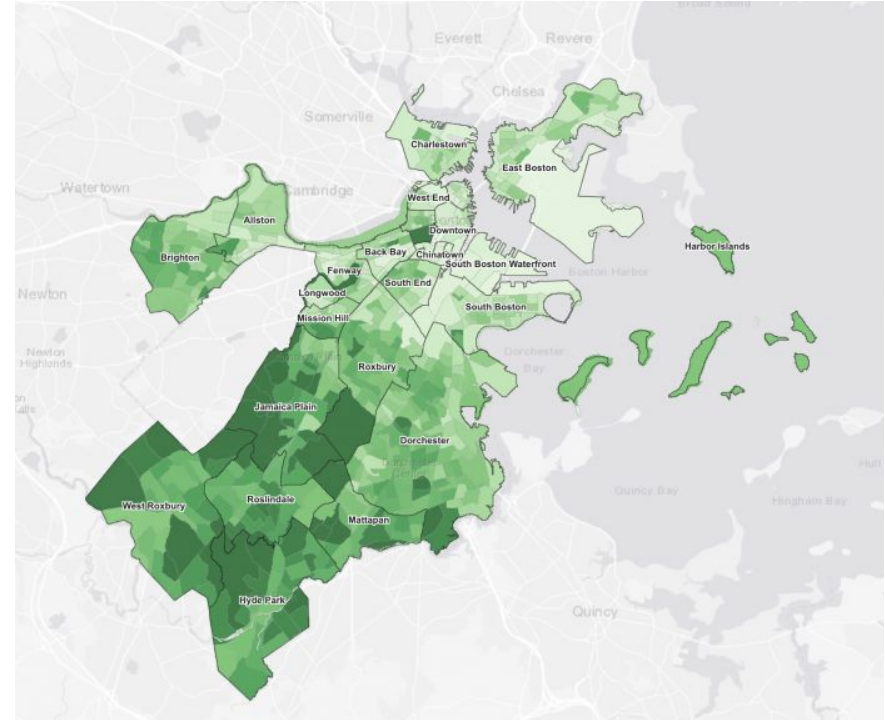 Everett
Revere
Chelsea
Somerville
Charlestown
East Boston
Watertown
Cambridge
West End
Allston
Downtown
Harbor Islands
Brighton
Back Bay
Chinatown
South Boston Waterfront
Fenway
Boston Harbor
South End
Newton
Longwood
South Boston
Mission Hill
Newton
Highlands
Dorchester
Bay
Roxbury
Jamaica Plain
Dorchester
Hull
Quincy Bay
Hingham Bay
West Roxbury
Roslindale
Mattapan
Hyde Park
Quincy